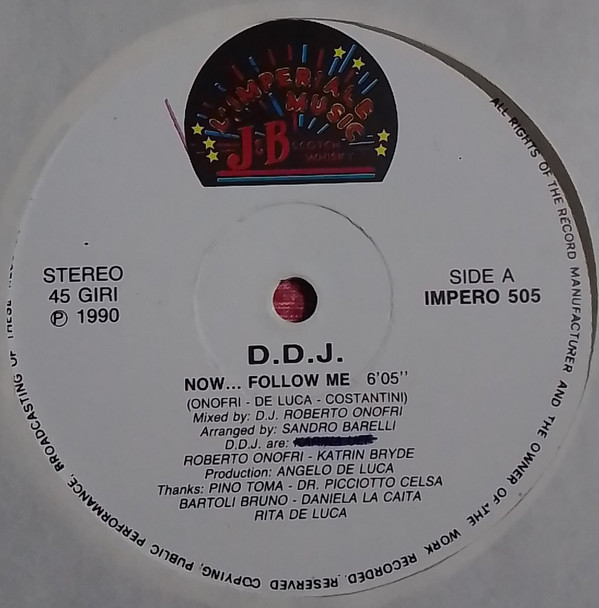 L'IMPERIALE
MUSIC
J&B SCOTCH
WHISKY
STEREO
45 GIRI
℗ 1990
SIDE A
IMPERO 505
D.D.J.
NOW... FOLLOW ME 6'05"
(ONOFRI - DE LUCA - COSTANTINI)
Mixed by: D.J. ROBERTO ONOFRI
Arranged by: SANDRO BARELLI
D.D.J. are:
ROBERTO ONOFRI - KATRIN BRYDE
Production: ANGELO DE LUCA
Thanks: PINO TOMA - DR. PICCIOTTO CELSA
BARTOLI BRUNO - DANIELA LA CAITA
RITA DE LUCA
ALL RIGHTS OF THE RECORD MANUFACTURER AND THE OWNER OF THE WORK RECORDED. RESERVED COPYING, PUBLIC PERFORMANCE, BROADCASTING OF THESE